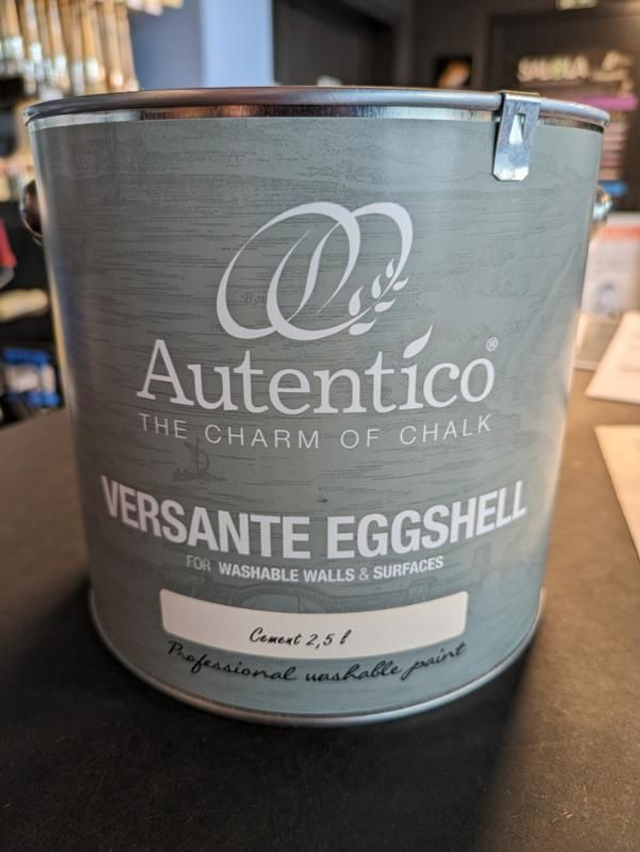 Autentico®
THE CHARM OF CHALK
VERSANTE EGGSHELL
FOR WASHABLE WALLS & SURFACES
Cement 2,5 l
Professional washable paint